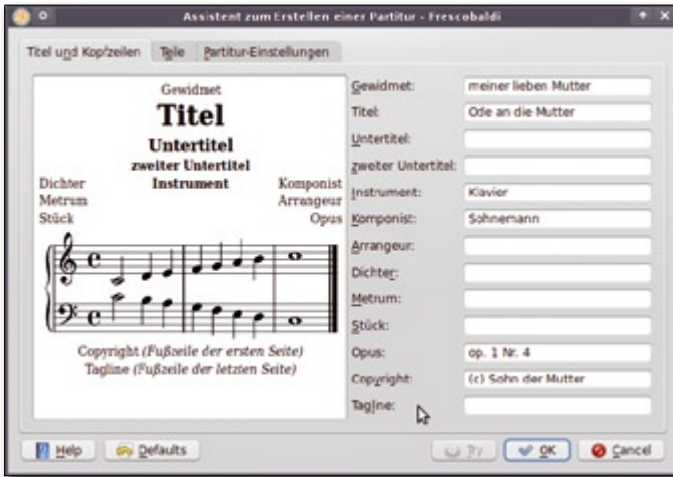 Assistent zum Erstellen einer Partitur - Frescobaldi
Titel und Kopfzeilen Teile Partitur-Einstellungen
Gewidmet
Titel
Untertitel
zweiter Untertitel
Dichter Instrument Komponist
Metrum Arrangeur
Stück Opus
Copyright (Fußzeile der ersten Seite)
Tagline (Fußzeile der letzten Seite)
Gewidmet: meiner lieben Mutter
Titel: Ode an die Mutter
Untertitel:
zweiter Untertitel:
Instrument: Klavier
Komponist: Sohnemann
Arrangeur:
Dichter:
Metrum:
Stück:
Opus: op. 1 Nr. 4
Copyright: (c) Sohn der Mutter
Tagline:
Help Defaults Try OK Cancel